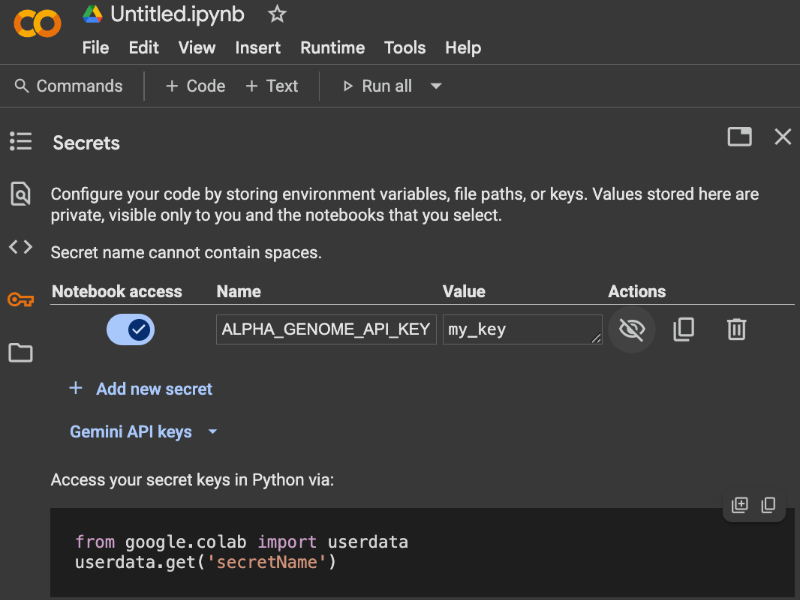 Untitled.ipynb
File Edit View Insert Runtime Tools Help
Commands + Code + Text Run all
Secrets
Configure your code by storing environment variables, file paths, or keys. Values stored here are
private, visible only to you and the notebooks that you select.
Secret name cannot contain spaces.
Notebook access Name Value Actions
ALPHA_GENOME_API_KEY my_key
+ Add new secret
Gemini API keys
Access your secret keys in Python via:
from google.colab import userdata
userdata.get('secretName')